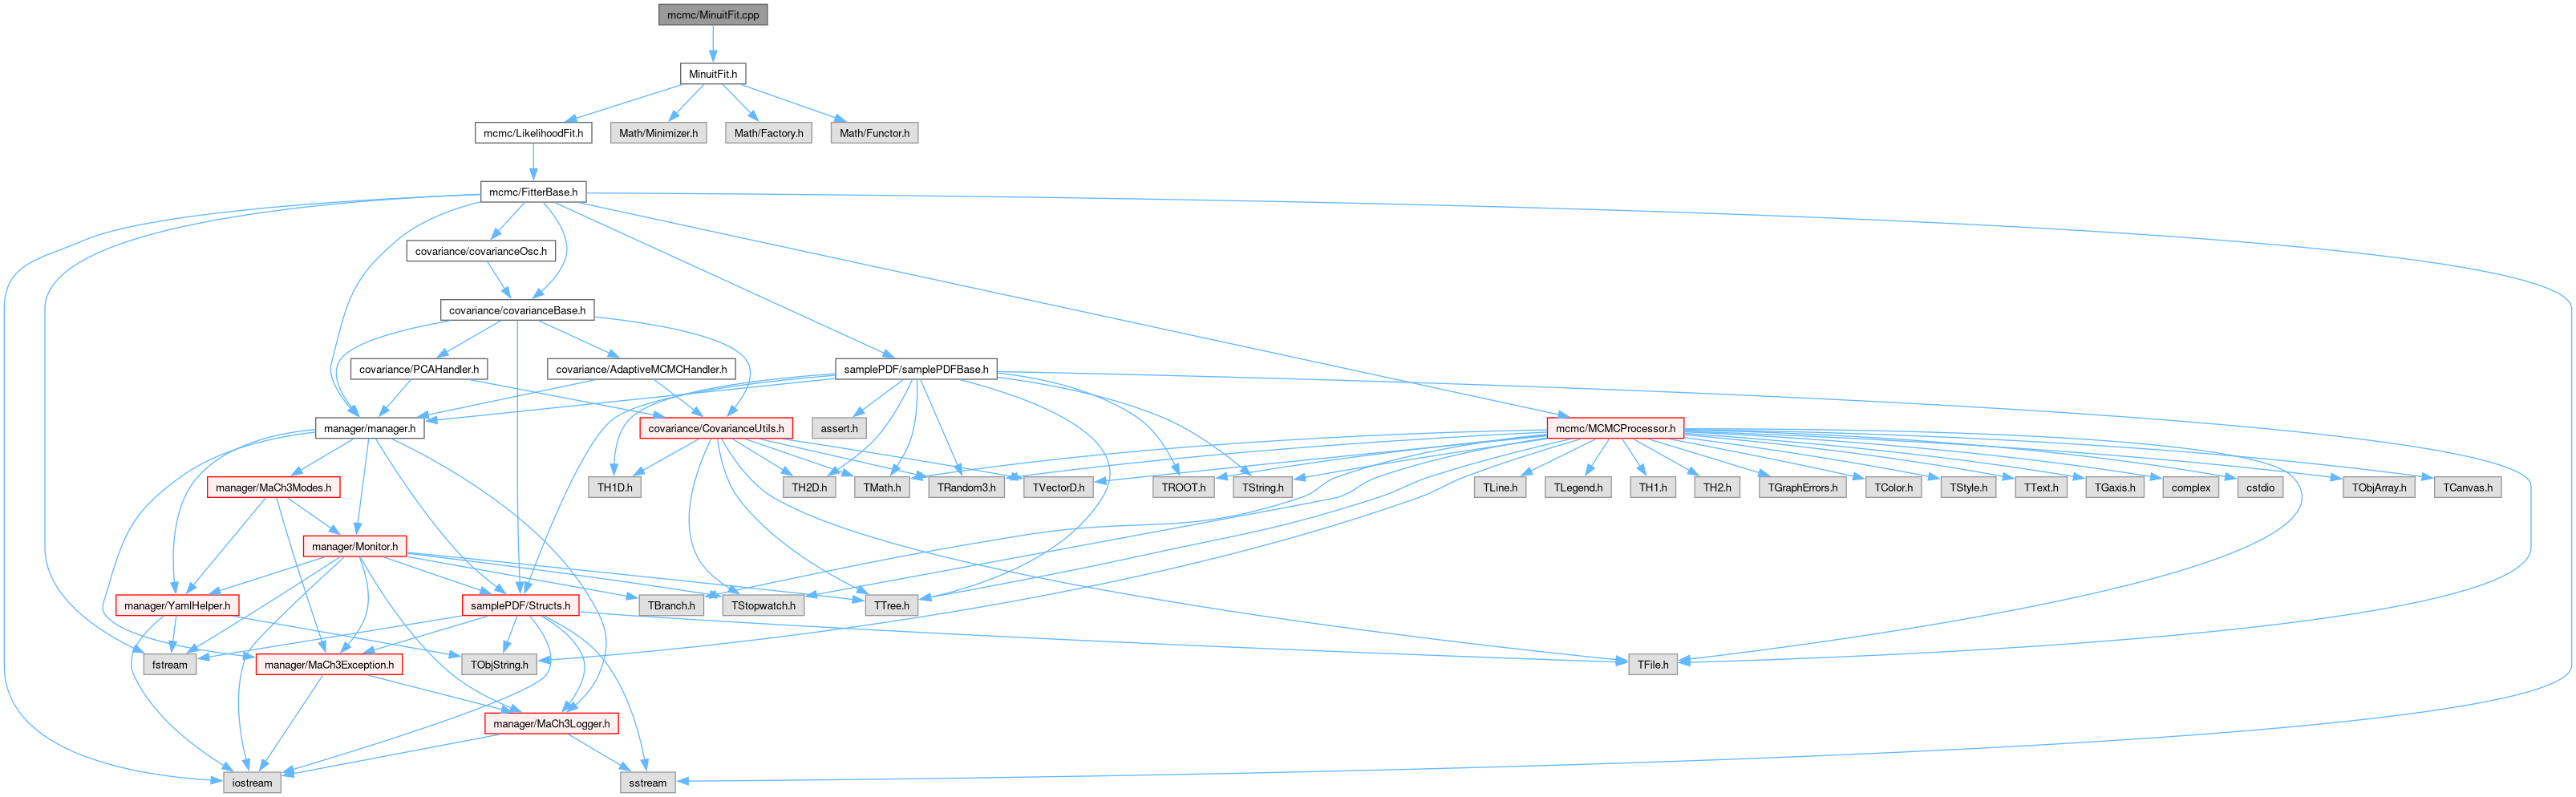 mcmc/MinuitFit.cpp
MinuitFit.h
mcmc/LikelihoodFit.h
Math/Minimizer.h
Math/Factory.h
Math/Functor.h
mcmc/FitterBase.h
covariance/covarianceOsc.h
covariance/covarianceBase.h
covariance/PCAHandler.h
covariance/AdaptiveMCMCHandler.h
samplePDF/samplePDFBase.h
manager/manager.h
covariance/CovarianceUtils.h
assert.h
mcmc/MCMCProcessor.h
manager/MaCh3Modes.h
TH1D.h
TH2D.h
TMath.h
TRandom3.h
TVectorD.h
TROOT.h
TString.h
TLine.h
TLegend.h
TH1.h
TH2.h
TGraphErrors.h
TColor.h
TStyle.h
TText.h
TGaxis.h
complex
cstdio
TObjArray.h
TCanvas.h
manager/Monitor.h
manager/YamlHelper.h
samplePDF/Structs.h
TBranch.h
TStopwatch.h
TTree.h
fstream
manager/MaCh3Exception.h
TObjString.h
TFile.h
manager/MaCh3Logger.h
iostream
sstream